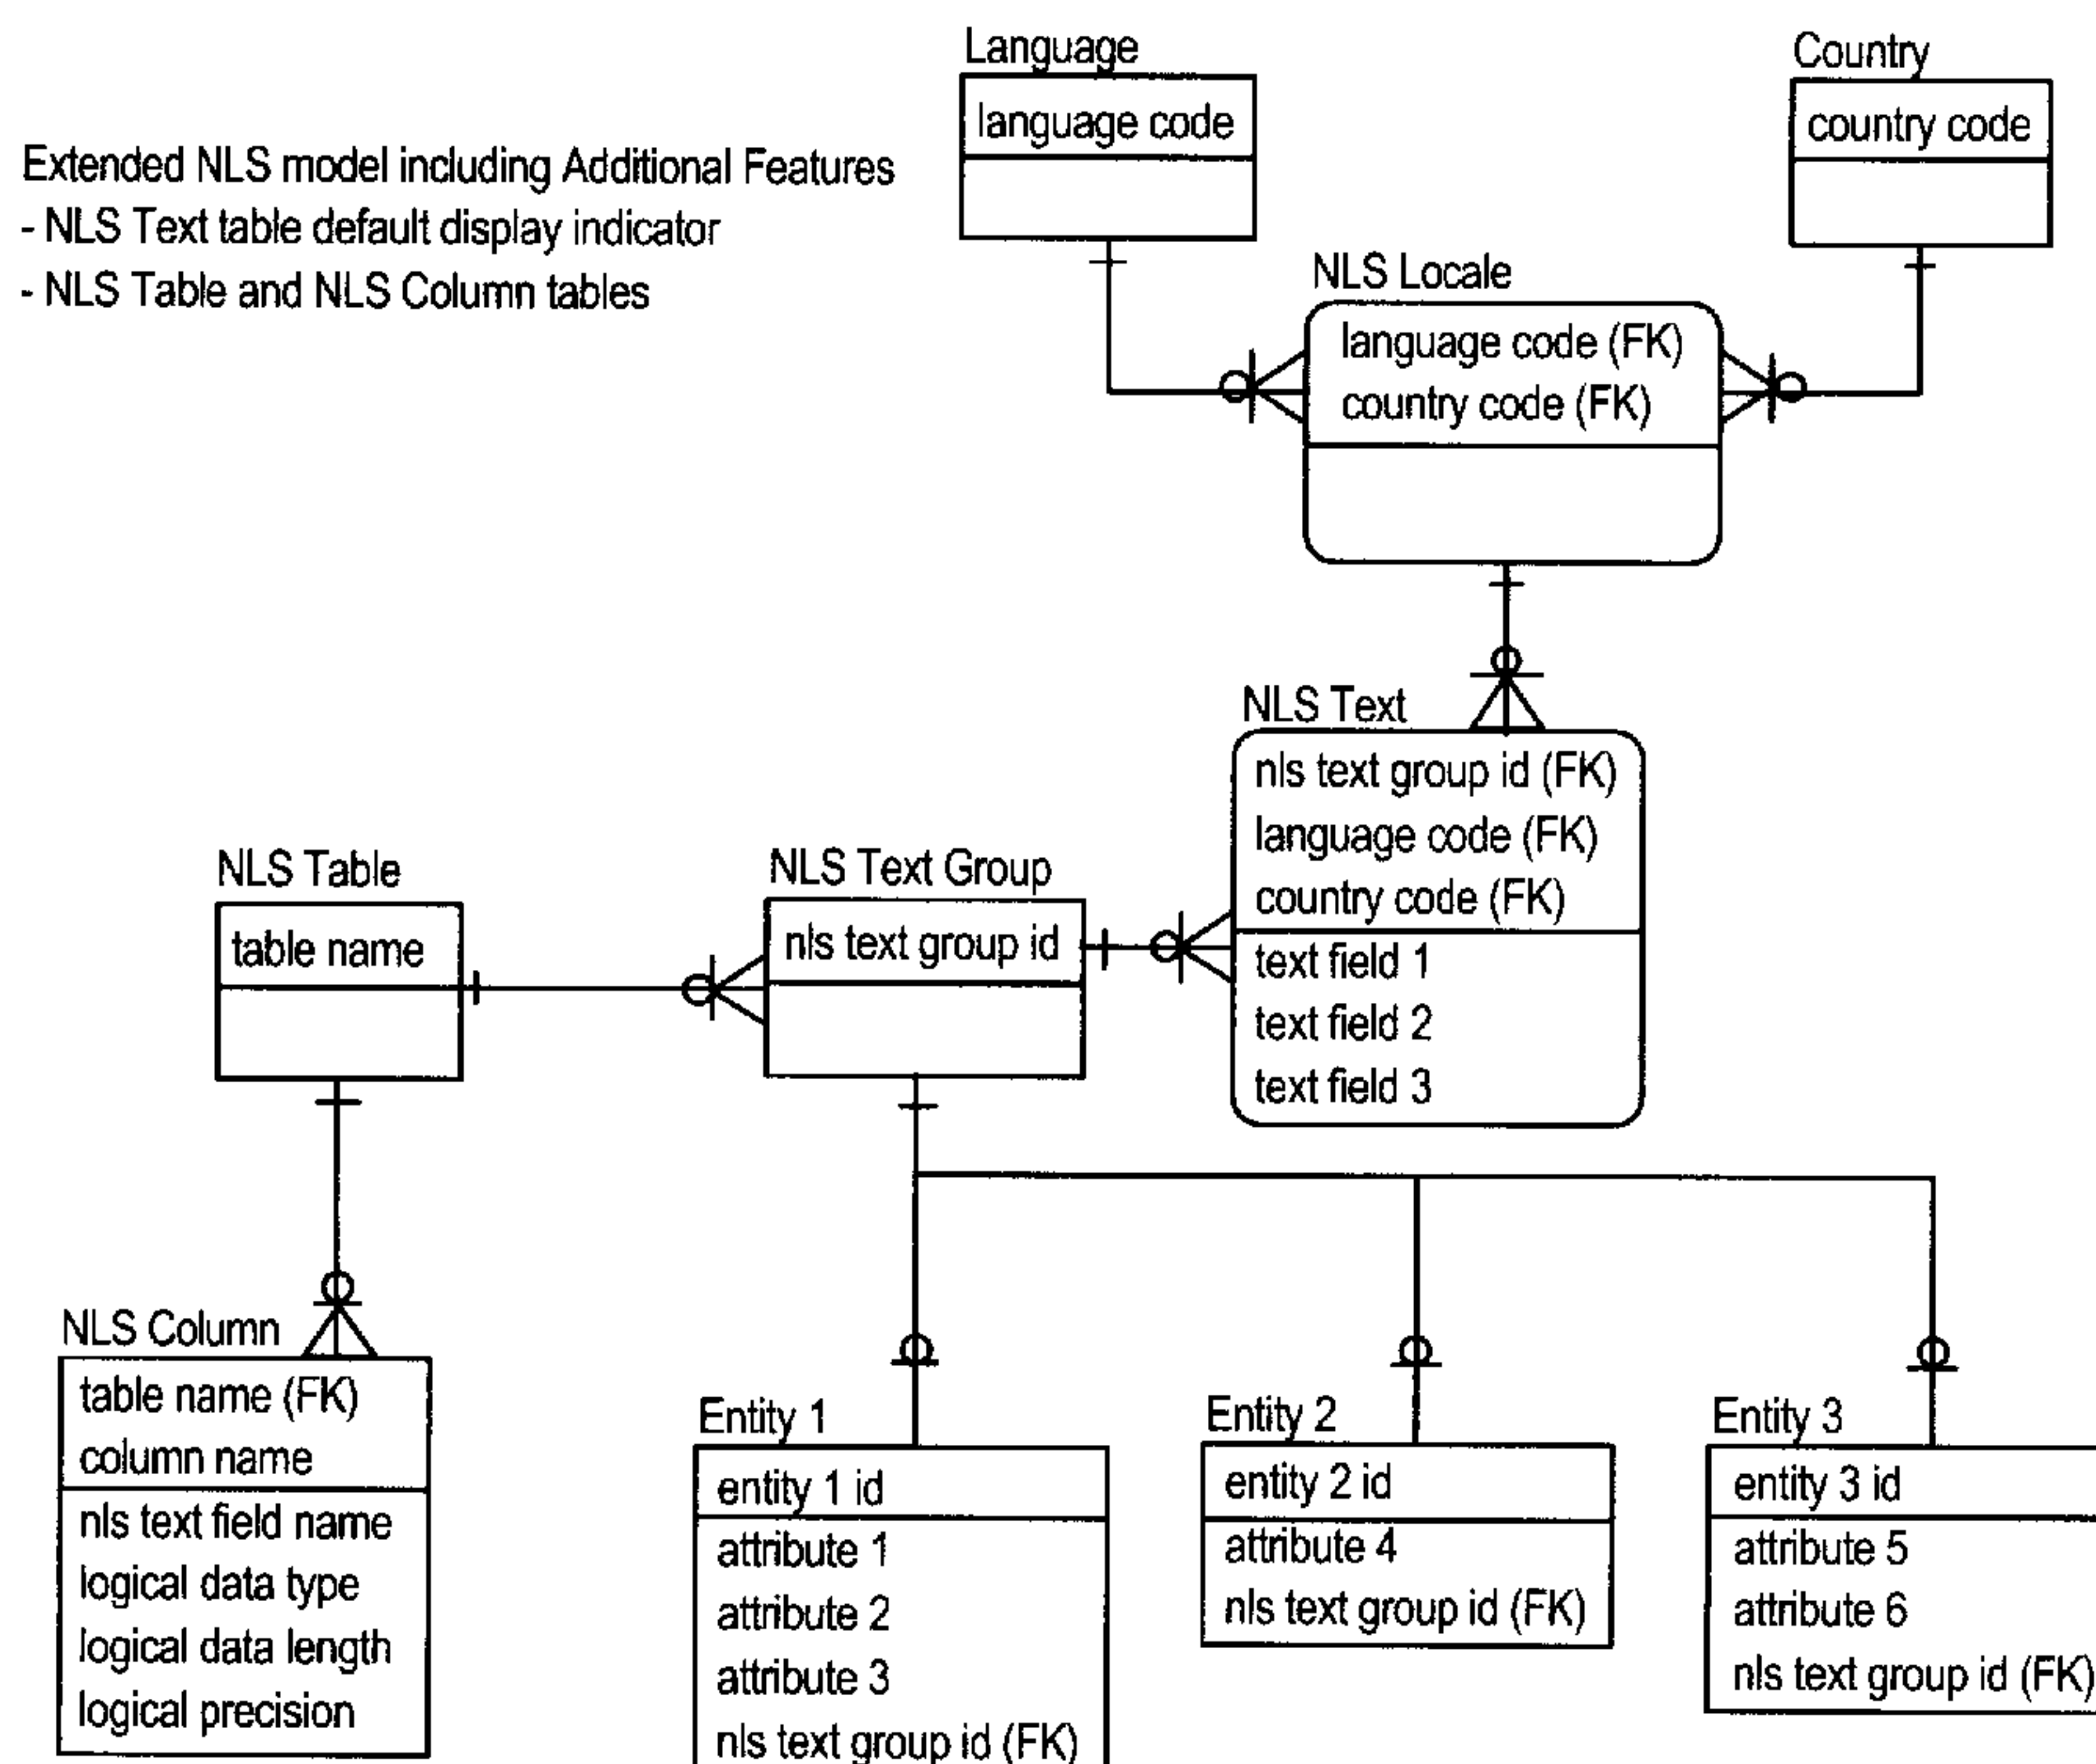 Extended NLS model including Additional Features
- NLS Text table default display indicator
- NLS Table and NLS Column tables
Language
language code
Country
country code
NLS Locale
language code (FK)
country code (FK)
NLS Text
nls text group id (FK)
language code (FK)
country code (FK)
text field 1
text field 2
text field 3
NLS Table
table name
NLS Text Group
nls text group id
NLS Column
table name (FK)
column name
nls text field name
logical data type
logical data length
logical precision
Entity 1
entity 1 id
attribute 1
attribute 2
attribute 3
nls text group id (FK)
Entity 2
entity 2 id
attribute 4
nls text group id (FK)
Entity 3
entity 3 id
attribute 5
attribute 6
nls text group id (FK)